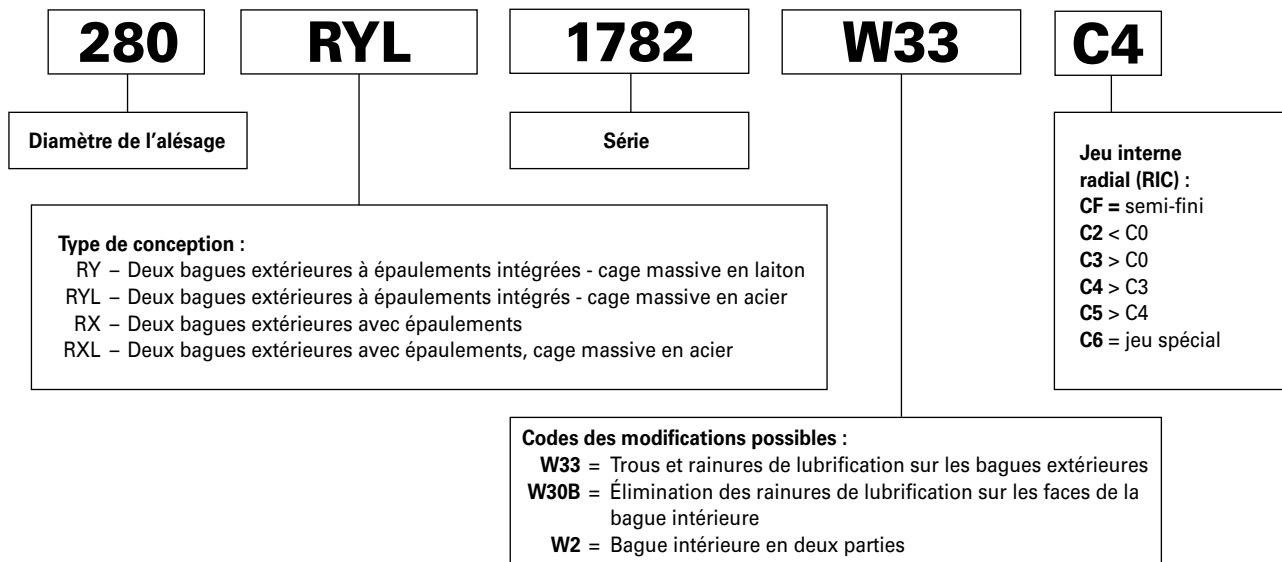 280 RYL 1782 W33 C4
Diamètre de l'alésage
Série
Jeu interne
radial (RIC) :
CF = semi-fini
C2 < C0
C3 > C0
C4 > C3
C5 > C4
C6 = jeu spécial
Type de conception :
RY – Deux bagues extérieures à épaulements intégrées - cage massive en laiton
RYL – Deux bagues extérieures à épaulements intégrés - cage massive en acier
RX – Deux bagues extérieures avec épaulements
RXL – Deux bagues extérieures avec épaulements, cage massive en acier
Codes des modifications possibles :
W33 = Trous et rainures de lubrification sur les bagues extérieures
W30B = Élimination des rainures de lubrification sur les faces de la
bague intérieure
W2 = Bague intérieure en deux parties